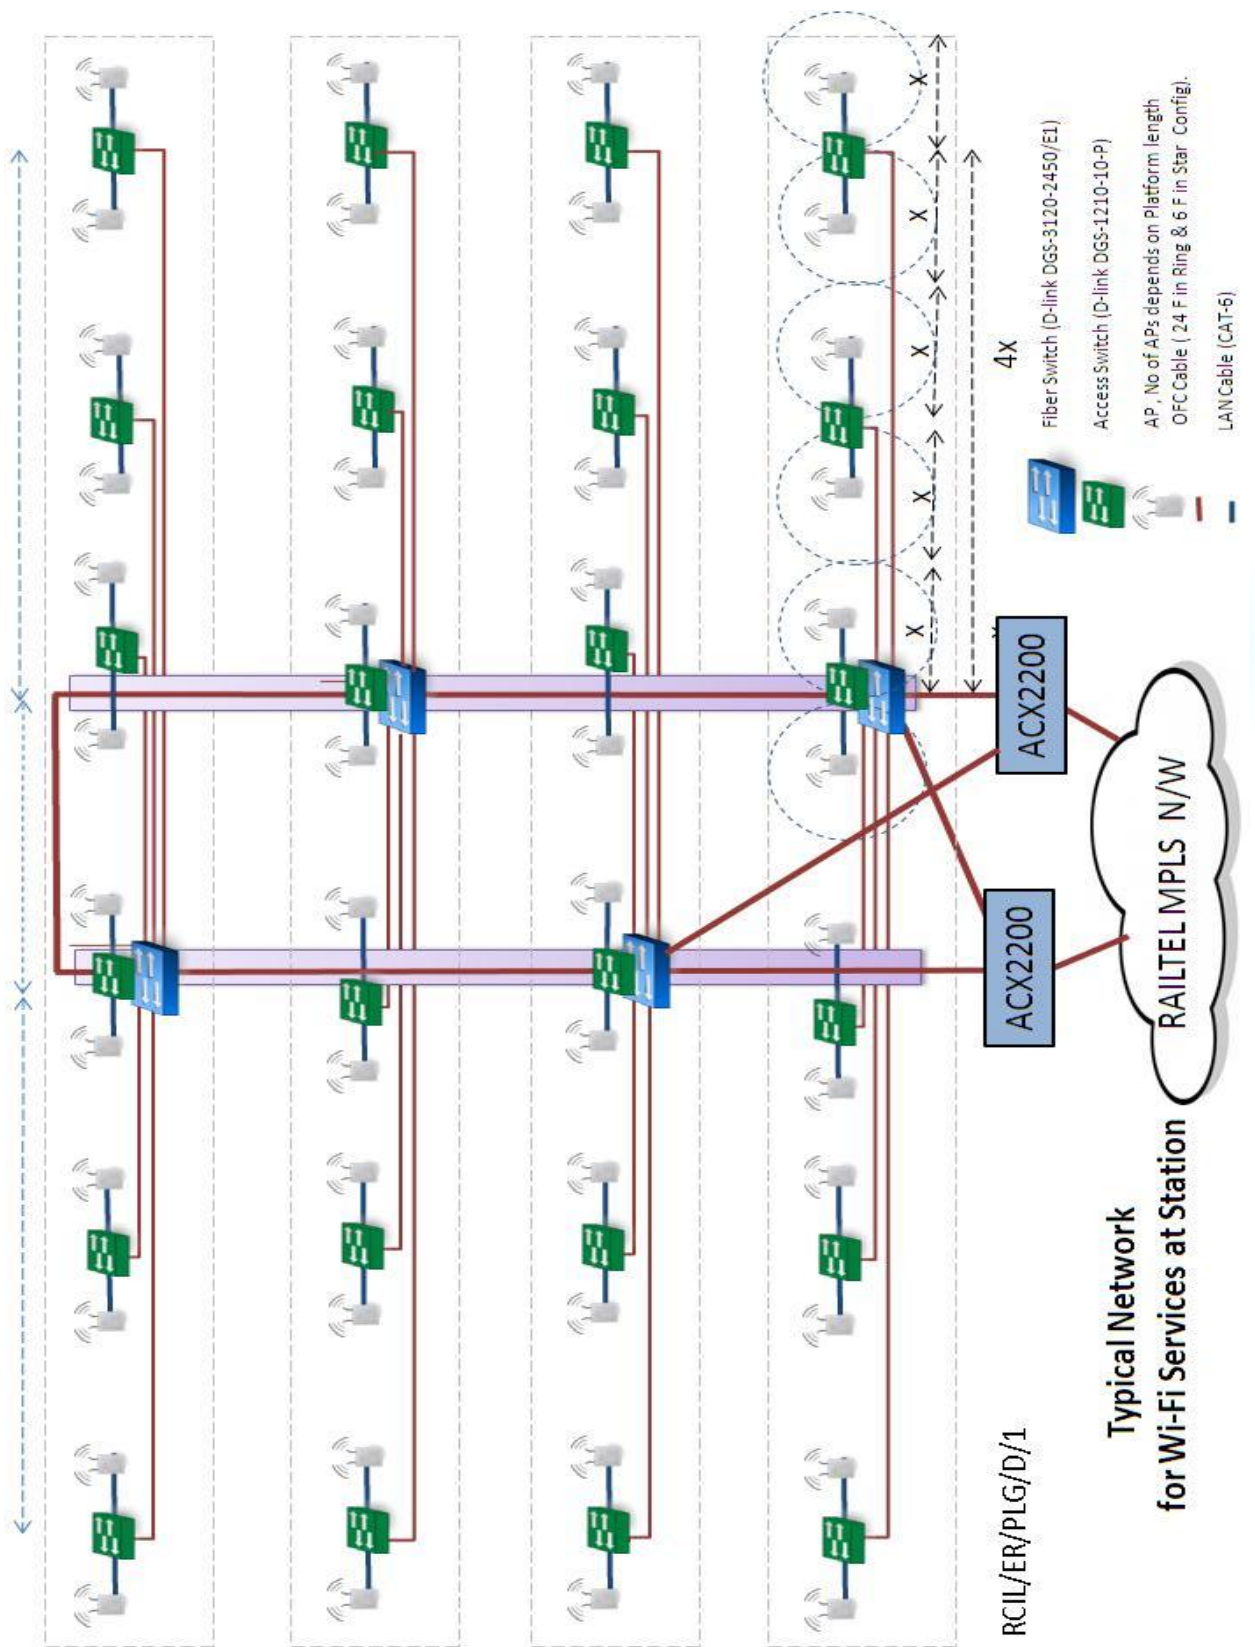 X
X
X
X
X
4x
Fiber Switch (D-link DGS-3120-2450/E1)
Access Switch (D-link DGS-1210-10-P)
AP , No of APs depends on Platform length
OFC Cable ( 24 F in Ring & 6 F in Star Config).
LAN Cable (CAT-6)
ACX2200
ACX2200
RAILTEL MPLS N/W
RCIL/ER/PLG/D/1
Typical Network
for Wi-Fi Services at Station